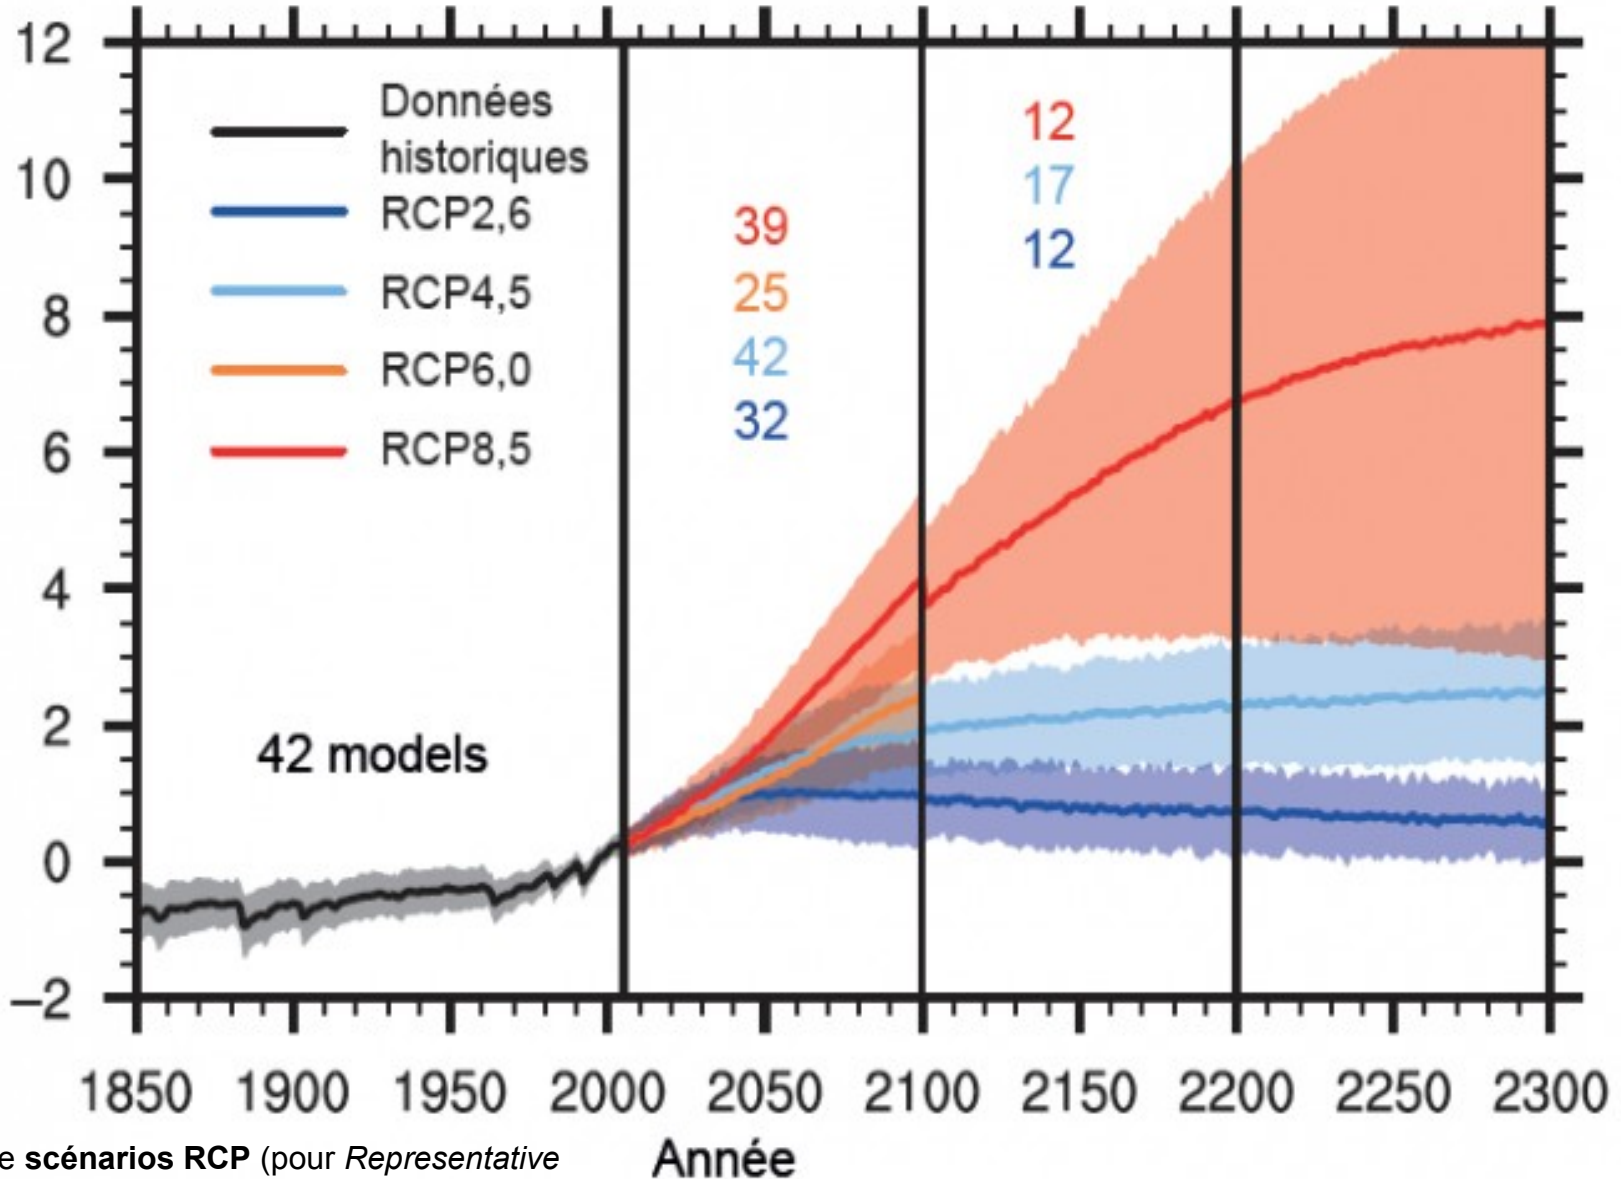 12
10
8
6
4
2
0
−2
Données
historiques
RCP2,6
RCP4,5
RCP6,0
RCP8,5
42 models
39
25
42
32
12
17
12
1850 1900 1950 2000 2050 2100 2150 2200 2250 2300
Année
e scénarios RCP (pour Representative